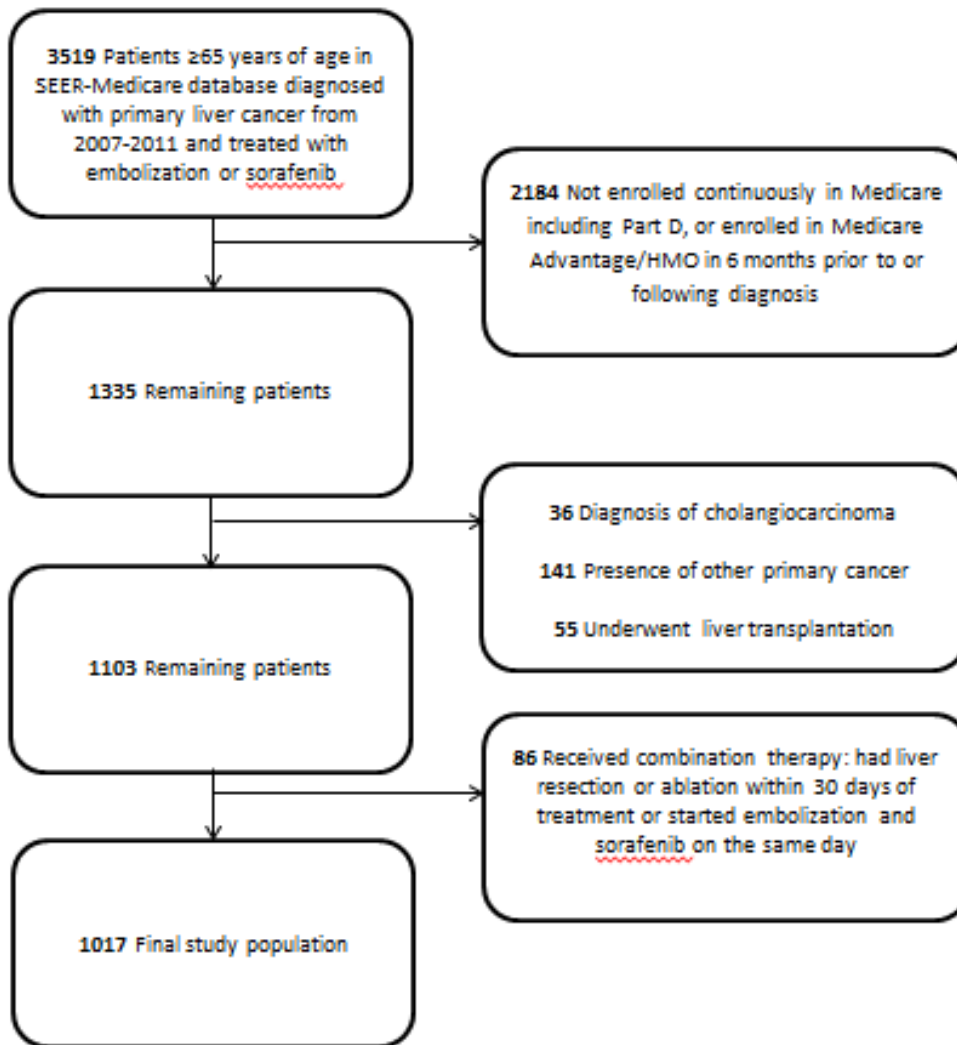 3519 Patients ≥65 years of age in
SEER-Medicare database diagnosed
with primary liver cancer from
2007-2011 and treated with
embolization or sorafenib
2184 Not enrolled continuously in Medicare
including Part D, or enrolled in Medicare
Advantage/HMO in 6 months prior to or
following diagnosis
1335 Remaining patients
36 Diagnosis of cholangiocarcinoma
141 Presence of other primary cancer
55 Underwent liver transplantation
1103 Remaining patients
86 Received combination therapy: had liver
resection or ablation within 30 days of
treatment or started embolization and
sorafenib on the same day
1017 Final study population